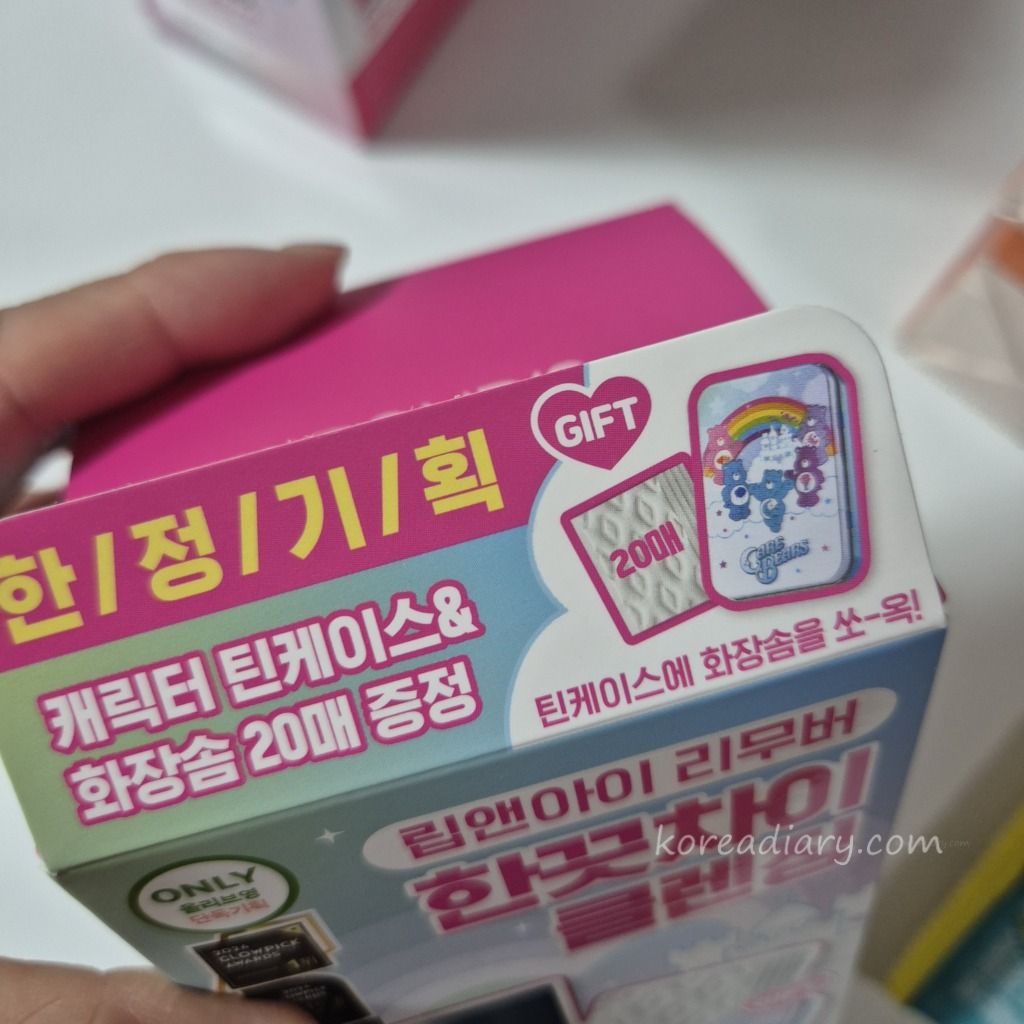 한/정/기/획
캐릭터 틴케이스&
화장솜 20매 증정
GIFT
20매
CARE BEARS
틴케이스에 화장솜을 쏘-옥!
립앤아이 리무버
한끗차이
클렌징
ONLY
올리브영
단독기획
GLOWPICK
AWARDS
koreadiary.com